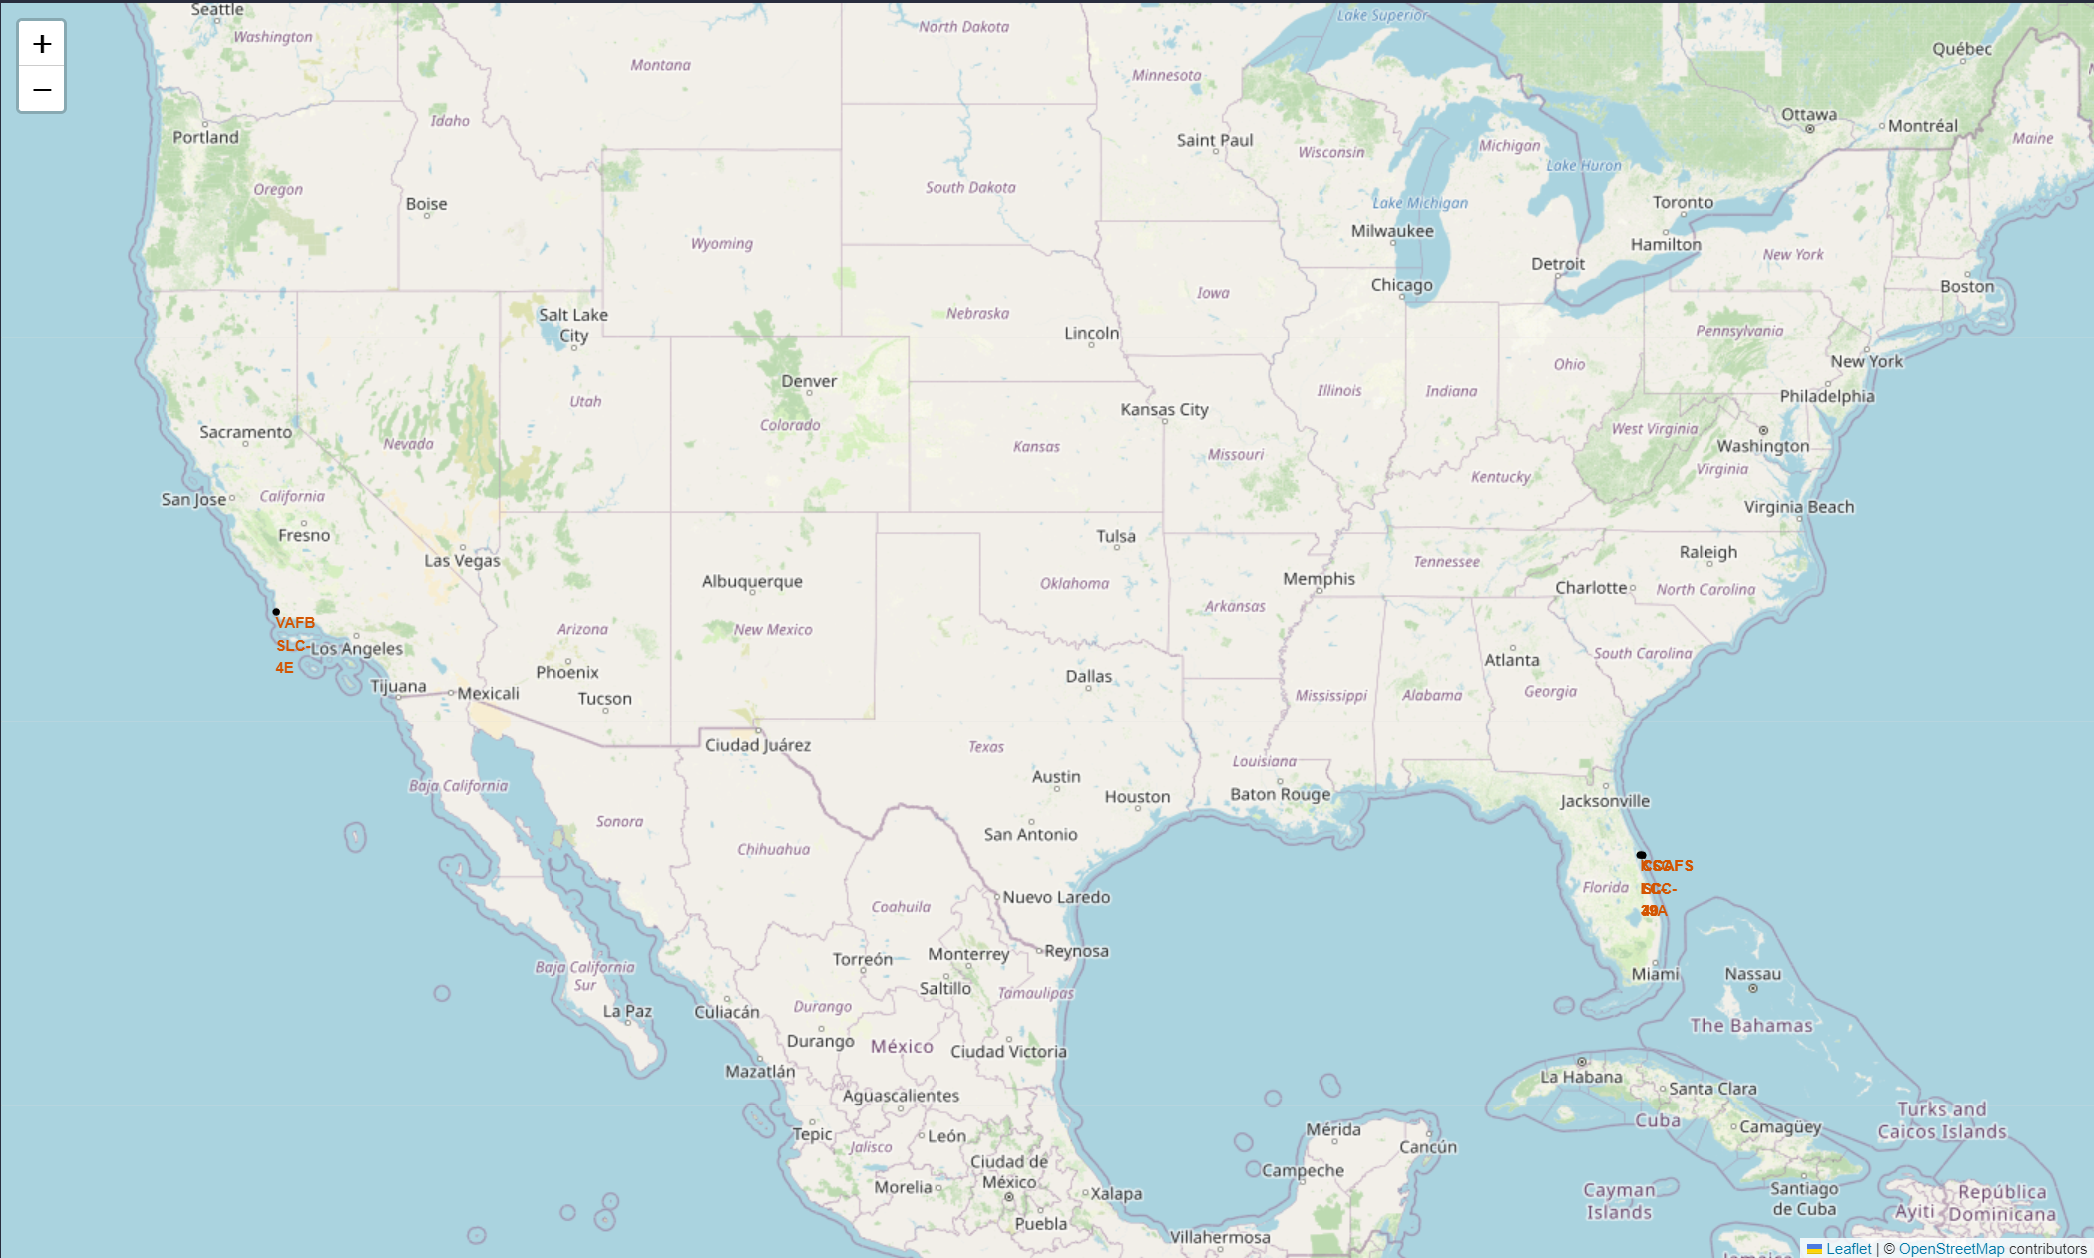 Seattle
Washington
North Dakota
Lake Superior
Québec
+
−
Montana
Minnesota
Ottawa
Montréal
Idaho
Portland
Saint Paul
Wisconsin
Michigan
Maine
Lake Huron
Oregon
Boise
South Dakota
Lake Michigan
Toronto
Wyoming
Milwaukee
Hamilton
New York
Detroit
Chicago
Boston
Iowa
Salt Lake
City
Nebraska
Lincoln
Pennsylvania
New York
Ohio
Denver
Utah
Illinois
Indiana
Philadelphia
Kansas City
Colorado
Sacramento
Nevada
Kansas
Missouri
West Virginia
Washington
Virginia
Kentucky
San Jose
California
Virginia Beach
Fresno
Las Vegas
Tulsa
Raleigh
Tennessee
Albuquerque
Oklahoma
Memphis
Charlotte
North Carolina
Arkansas
VAFB
SLC-
4E
Los Angeles
Arizona
New Mexico
South Carolina
Atlanta
Phoenix
Dallas
Tijuana
Mexicali
Tucson
Mississippi
Alabama
Georgia
Ciudad Juárez
Texas
Louisiana
Austin
Baja California
Houston
Baton Rouge
Jacksonville
Sonora
San Antonio
Chihuahua
Florida
Nuevo Laredo
Coahuila
Torreón
Monterrey
Reynosa
Baja California
Sur
Miami
Nassau
Saltillo
Tamaulipas
La Paz
Culiacán
Durango
The Bahamas
Durango
México
Ciudad Victoria
Mazatlán
La Habana
Santa Clara
Aguascalientes
Turks and
Caicos Islands
Cuba
Camagüey
Tepic
León
Mérida
Cancún
Jalisco
Ciudad de
México
Campeche
Morelia
Xalapa
Cayman
Islands
Santiago
de Cuba
República
Dominicana
Ayiti
Puebla
Villahermosa
Leaflet | © OpenStreetMap contributors